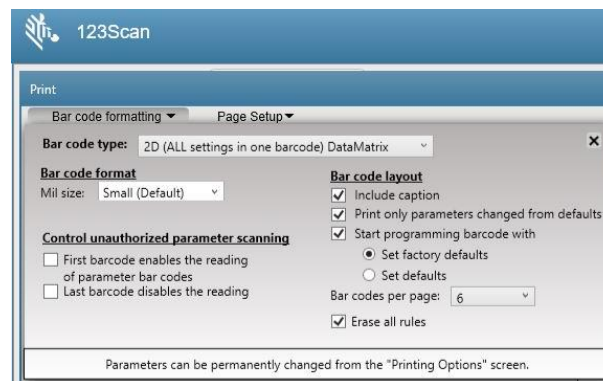 123Scan
Print
Bar code formatting Page Setup
Bar code type: 2D (ALL settings in one barcode) DataMatrix
Bar code format
Mil size: Small (Default)
Control unauthorized parameter scanning
First barcode enables the reading
of parameter bar codes
Last barcode disables the reading
Bar code layout
Include caption
Print only parameters changed from defaults
Start programming barcode with
Set factory defaults
Set defaults
Bar codes per page: 6
Erase all rules
Parameters can be permanently changed from the "Printing Options" screen.